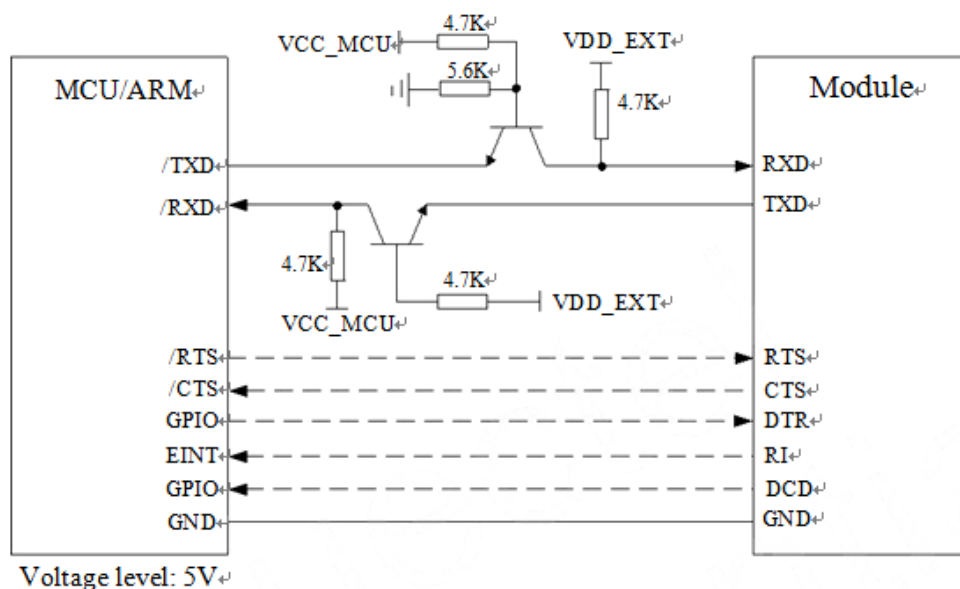 4.7K
VCC_MCU
VDD_EXT
MCU/ARM
5.6K
4.7K
Module
/TXD
RXD
/RXD
TXD
4.7K
4.7K
VCC_MCU
VDD_EXT
/RTS
RTS
/CTS
CTS
GPIO
DTR
EINT
RI
GPIO
DCD
GND
GND
Voltage level: 5V